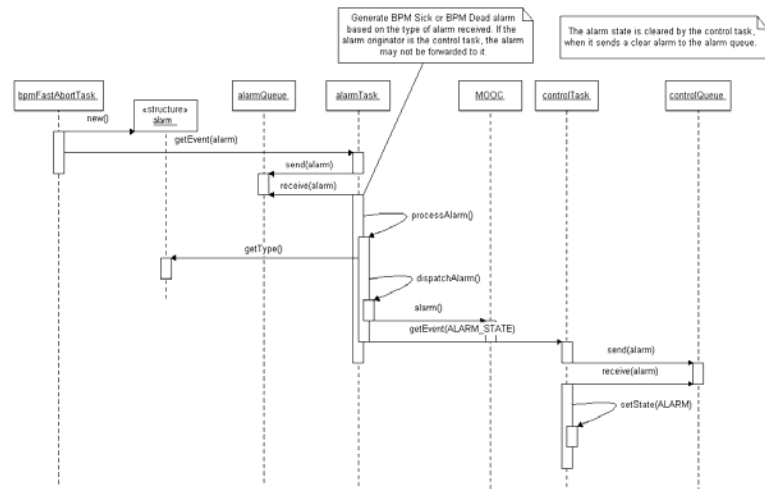 Generate BPM Sick or BPM Dead alarm
based on the type of alarm received. If the
alarm originator is the control task, the alarm
may not be forwarded to it
The alarm state is cleared by the control task,
when it sends a clear alarm to the alarm queue.
bpmFastAbortTask
«structure»
alarm
alarmQueue
alarmTask
MOOC
controlTask
controlQueue
new()
getEvent(alarm)
send(alarm)
receive(alarm)
processAlarm()
getType()
dispatchAlarm()
alarm()
getEvent(ALARM_STATE)
send(alarm)
receive(alarm)
setState(ALARM)